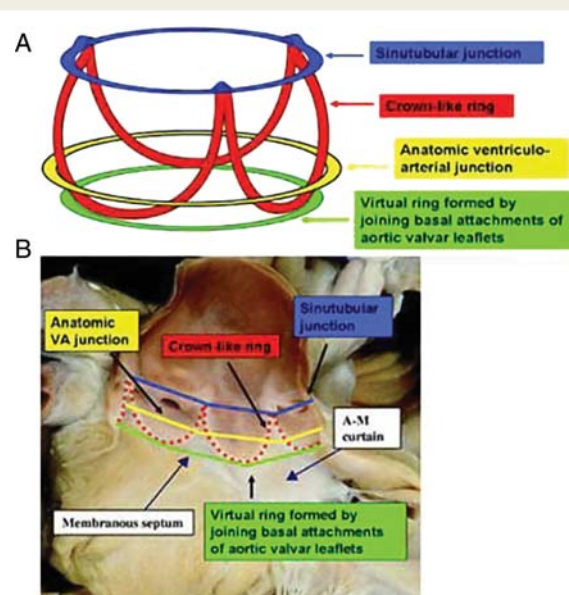 A
Sinutubular junction
Crown-like ring
Anatomic ventriculo-
arterial junction
Virtual ring formed by
joining basal attachments of
aortic valvar leaflets
B
Anatomic
VA junction
Crown-like ring
Sinutubular
junction
A-M
curtain
Membranous septum
Virtual ring formed by
joining basal attachments
of aortic valvar leaflets